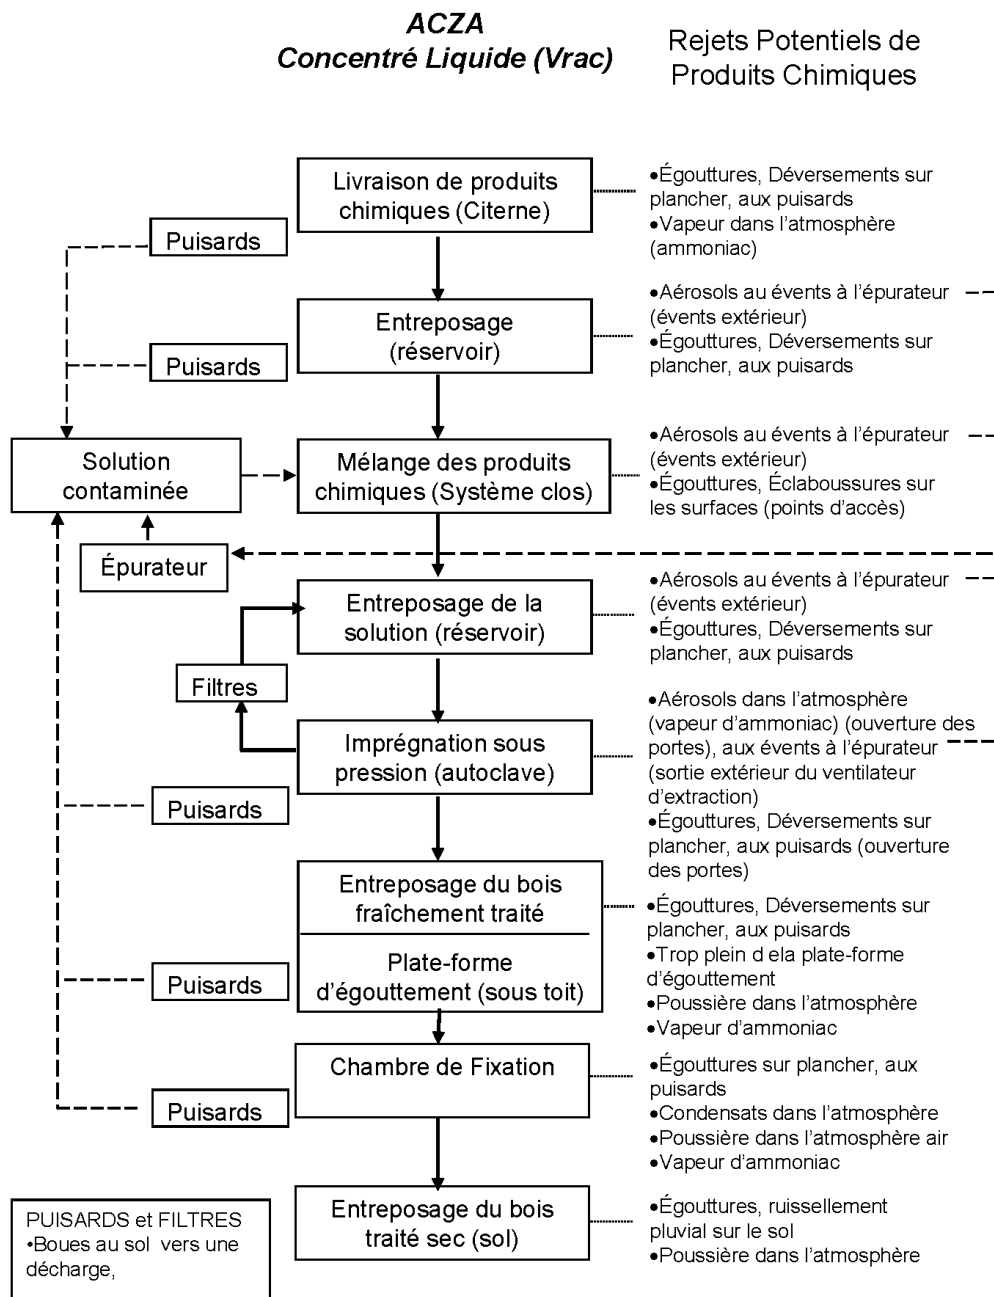 ACZA
Concentré Liquide (Vrac)
Rejets Potentiels de
Produits Chimiques
Livraison de produits
chimiques (Citerne)
•Égouttures, Déversements sur
plancher, aux puisards
•Vapeur dans l'atmosphère
(ammoniac)
Puisards
Entreposage
(réservoir)
•Aérosols au évents à l'épurateur
(évents extérieur)
•Égouttures, Déversements sur
plancher, aux puisards
Puisards
Solution
contaminée
Mélange des produits
chimiques (Système clos)
•Aérosols au évents à l'épurateur
(évents extérieur)
•Égouttures, Éclaboussures sur
les surfaces (points d'accès)
Épurateur
Entreposage de la
solution (réservoir)
•Aérosols au évents à l'épurateur
(évents extérieur)
•Égouttures, Déversements sur
plancher, aux puisards
Filtres
Imprégnation sous
pression (autoclave)
•Aérosols dans l'atmosphère
(vapeur d'ammoniac) (ouverture des
portes), aux évents à l'épurateur
(sortie extérieur du ventilateur
d'extraction)
•Égouttures, Déversements sur
plancher, aux puisards (ouverture
des portes)
Puisards
Entreposage du bois
fraîchement traité
Plate-forme
d'égouttement (sous toit)
•Égouttures, Déversements sur
plancher, aux puisards
•Trop plein d ela plate-forme
d'égouttement
•Poussière dans l'atmosphère
•Vapeur d'ammoniac
Puisards
Chambre de Fixation
•Égouttures sur plancher, aux
puisards
•Condensats dans l'atmosphère
•Poussière dans l'atmosphère air
•Vapeur d'ammoniac
Puisards
Entreposage du bois
traité sec (sol)
•Égouttures, ruissellement
pluvial sur le sol
•Poussière dans l'atmosphère
PUISARDS et FILTRES
•Boues au sol vers une
décharge,